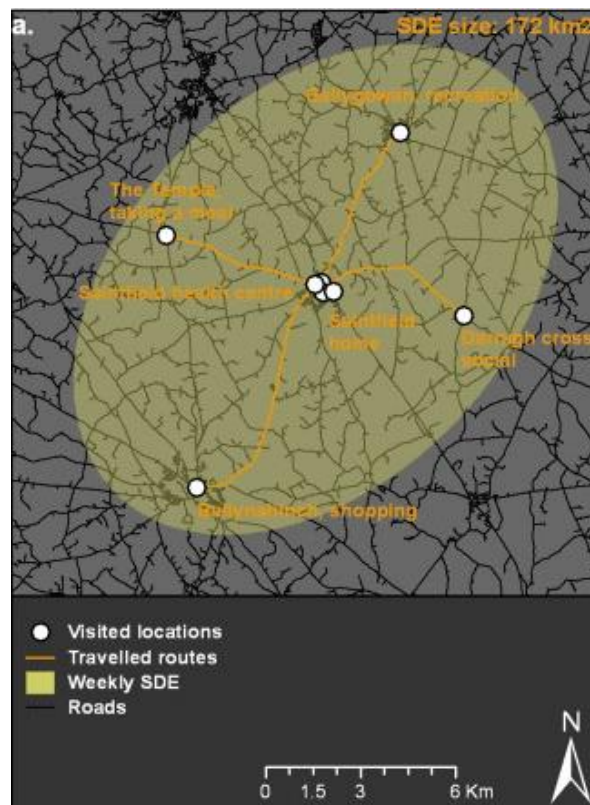 a.
SDE size: 172 km2
Ballygowan, recreation
The Temple
taking a meal
Saintfield health centre
Saintfield
home
Darragh cross
social
Ballynahinch, shopping
Visited locations
Travelled routes
Weekly SDE
Roads
N
0 1.5 3 6 Km